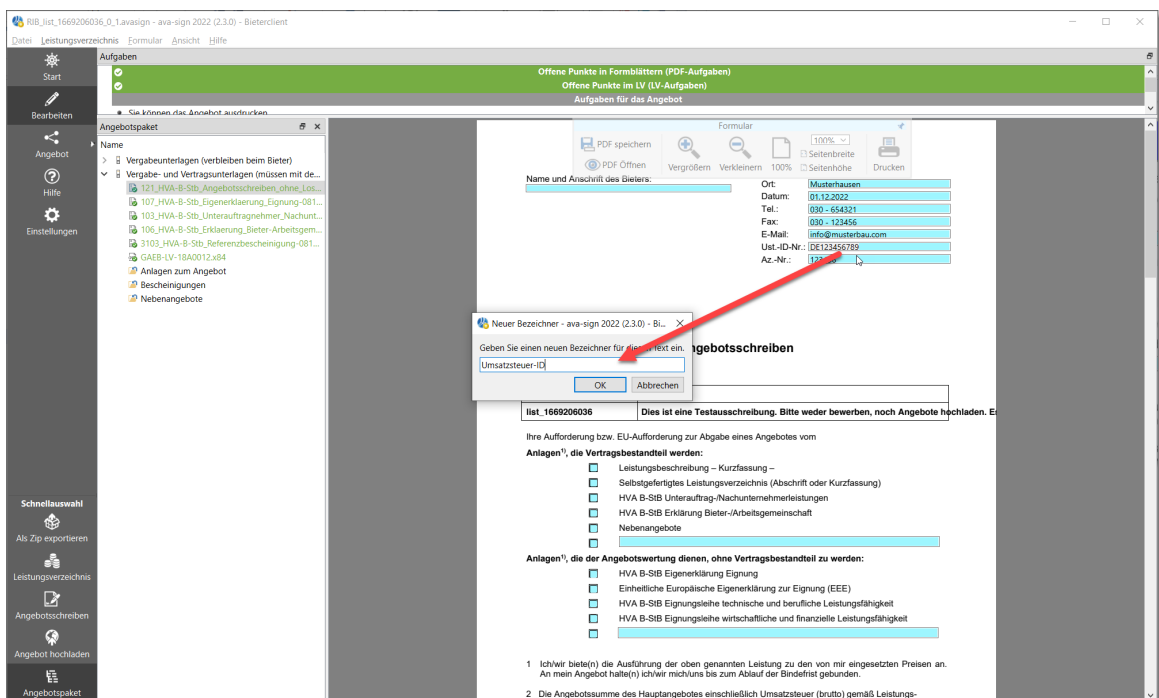 RIB_list_1669206036_0_1.avasign - ava-sign 2022 (2.3.0) - Bieterclient
Datei Leistungsverzeichnis Formular Ansicht Hilfe
Start
Bearbeiten
Angebot
Hilfe
Einstellungen
Schnellauswahl
Als Zip exportieren
Leistungsverzeichnis
Angebotsschreiben
Angebot hochladen
Angebotspaket
Aufgaben
Offene Punkte in Formblättern (PDF-Aufgaben)
Offene Punkte im LV (LV-Aufgaben)
Aufgaben für das Angebot
Sie können das Angebot ausdrucken
Angebotspaket
Name
Vergabeunterlagen (verbleiben beim Bieter)
Vergabe- und Vertragsunterlagen (müssen mit de...
121_HVA-B-Stb_Angebotsschreiben_ohne_Los...
107_HVA-B-Stb_Eigenerklaerung_Eignung-081...
103_HVA-B-Stb_Unterauftragnehmer_Nachunt...
106_HVA-B-Stb_Erklaerung_Bieter-Arbeitsgem...
3103_HVA-B-Stb_Referenzbescheinigung-081...
GAEB-LV-18A0012.x84
Anlagen zum Angebot
Bescheinigungen
Nebenangebote
Formular
PDF speichern
PDF Öffnen
Vergrößern
Verkleinern
100%
100%
Seitenbreite
Seitenhöhe
Drucken
Name und Anschrift des Bieters:
Ort: Musterhausen
Datum: 01.12.2022
Tel.: 030 - 654321
Fax: 030 - 123456
E-Mail: info@musterbau.com
Ust.-ID-Nr.: DE123456789
Az.-Nr.:
Neuer Bezeichner - ava-sign 2022 (2.3.0) - Bi...
Geben Sie einen neuen Bezeichner für diesen Text ein.
Umsatzsteuer-ID
OK Abbrechen
ngebotsschreiben
list_1669206036 Dies ist eine Testausschreibung. Bitte weder bewerben, noch Angebote hochladen. Es
Ihre Aufforderung bzw. EU-Aufforderung zur Abgabe eines Angebotes vom
Anlagen¹⁾, die Vertragsbestandteil werden:
Leistungsbeschreibung – Kurzfassung –
Selbstgefertigtes Leistungsverzeichnis (Abschrift oder Kurzfassung)
HVA B-StB Unterauftrag-/Nachunternehmerleistungen
HVA B-StB Erklärung Bieter-/Arbeitsgemeinschaft
Nebenangebote
Anlagen¹⁾, die der Angebotswertung dienen, ohne Vertragsbestandteil zu werden:
HVA B-StB Eigenerklärung Eignung
Einheitliche Europäische Eigenerklärung zur Eignung (EEE)
HVA B-StB Eignungsleihe technische und berufliche Leistungsfähigkeit
HVA B-StB Eignungsleihe wirtschaftliche und finanzielle Leistungsfähigkeit
1 Ich/wir biete(n) die Ausführung der oben genannten Leistung zu den von mir eingesetzten Preisen an.
An mein Angebot halte(n) ich/wir mich/uns bis zum Ablauf der Bindefrist gebunden.
2 Die Angebotssumme des Hauptangebotes einschließlich Umsatzsteuer (brutto) gemäß Leistungs-